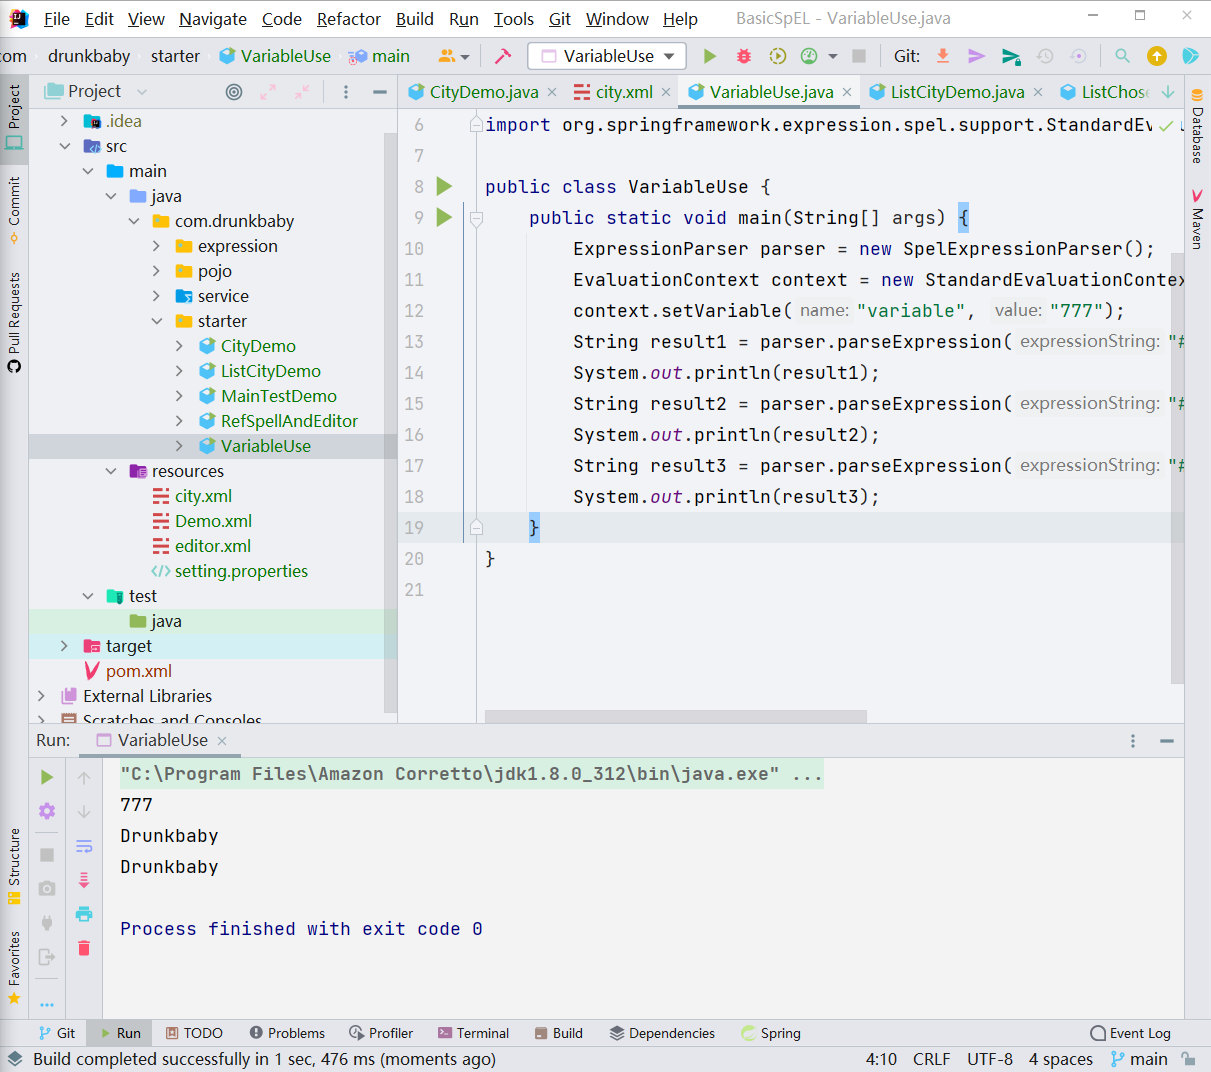 File Edit View Navigate Code Refactor Build Run Tools Git Window Help BasicSpEL - VariableUse.java
om drunkbaby starter VariableUse main VariableUse Git:
Project
CityDemo.java city.xml VariableUse.java ListCityDemo.java ListChos
.idea
src
main
java
com.drunkbaby
expression
pojo
service
starter
CityDemo
ListCityDemo
MainTestDemo
RefSpellAndEditor
VariableUse
resources
city.xml
Demo.xml
editor.xml
setting.properties
test
java
target
pom.xml
External Libraries
Scratches and Consoles
6 import org.springframework.expression.spel.support.StandardEv
7
8 public class VariableUse {
9 public static void main(String[] args) {
10 ExpressionParser parser = new SpelExpressionParser();
11 EvaluationContext context = new StandardEvaluationContex
12 context.setVariable( name: "variable", value: "777");
13 String result1 = parser.parseExpression( expressionString: "#
14 System.out.println(result1);
15 String result2 = parser.parseExpression( expressionString: "#
16 System.out.println(result2);
17 String result3 = parser.parseExpression( expressionString: "#
18 System.out.println(result3);
19 }
20 }
21
Project
Commit
Pull Requests
Structure
Favorites
Database
Maven
Run: VariableUse
"C:\Program Files\Amazon Corretto\jdk1.8.0_312\bin\java.exe" ...
777
Drunkbaby
Drunkbaby
Process finished with exit code 0
Git Run TODO Problems Profiler Terminal Build Dependencies Spring Event Log
Build completed successfully in 1 sec, 476 ms (moments ago) 4:10 CRLF UTF-8 4 spaces main